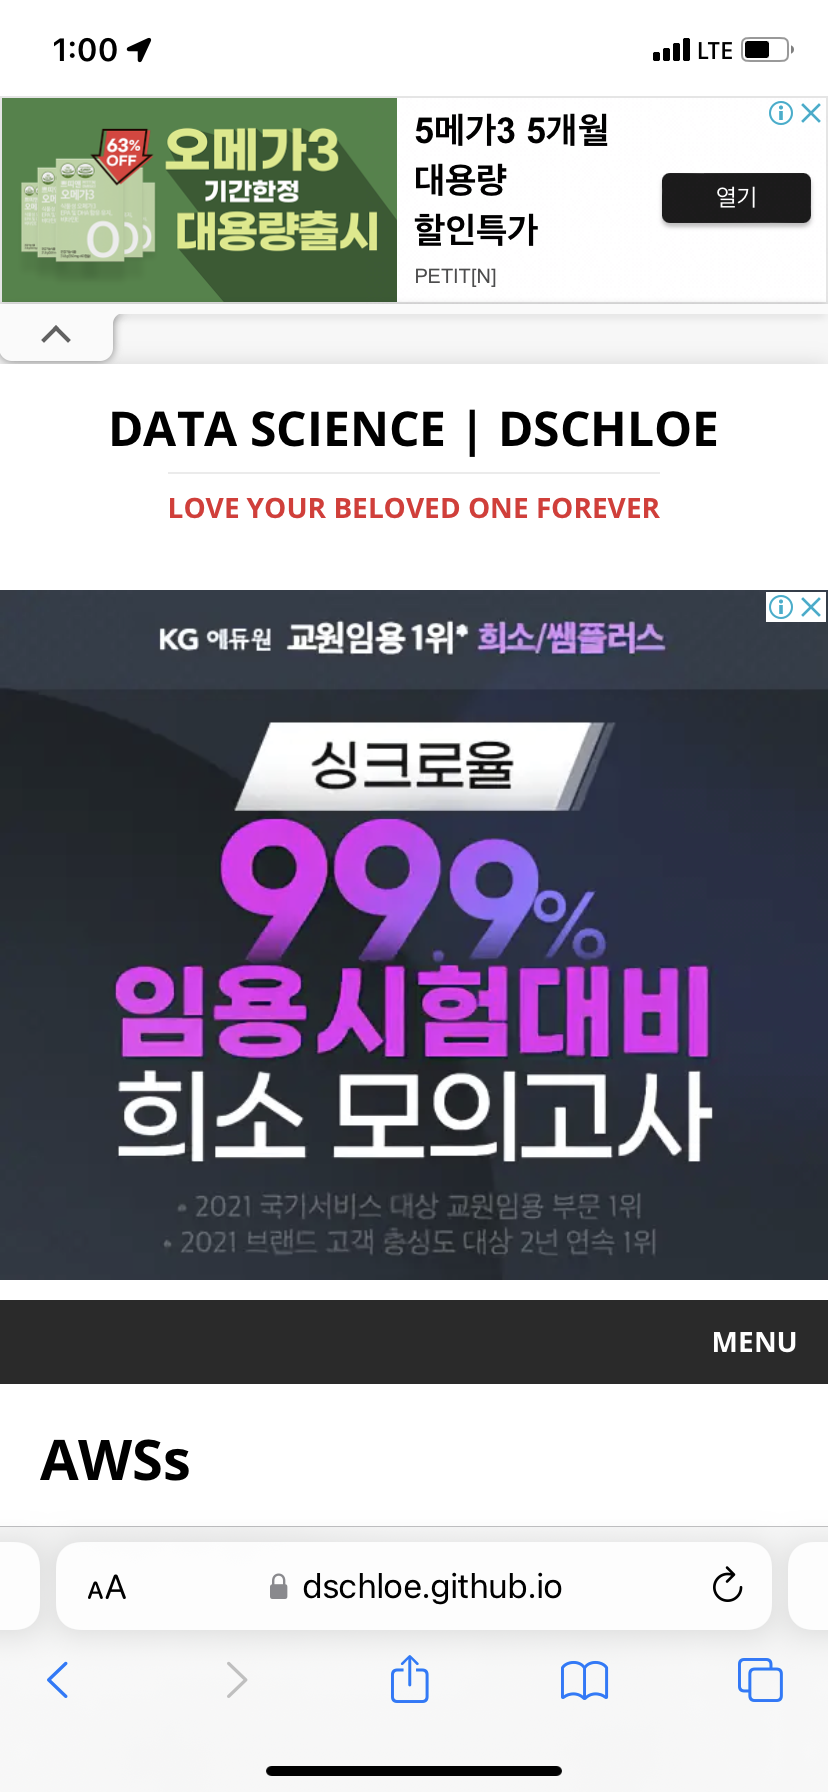 1:00
LTE
63%
OFF
오메가3
기간한정
대용량출시
오메가3
5메가3 5개월
대용량
할인특가
PETIT[N]
열기
DATA SCIENCE | DSCHLOE
LOVE YOUR BELOVED ONE FOREVER
KG 에듀원 교원임용 1위* 희소/쌤플러스
싱크로율
99.9%
임용시험대비
희소 모의고사
• 2021 국기서비스 대상 교원임용 부문 1위
• 2021 브랜드 고객 충성도 대상 2년 연속 1위
MENU
AWSs
AA
dschloe.github.io